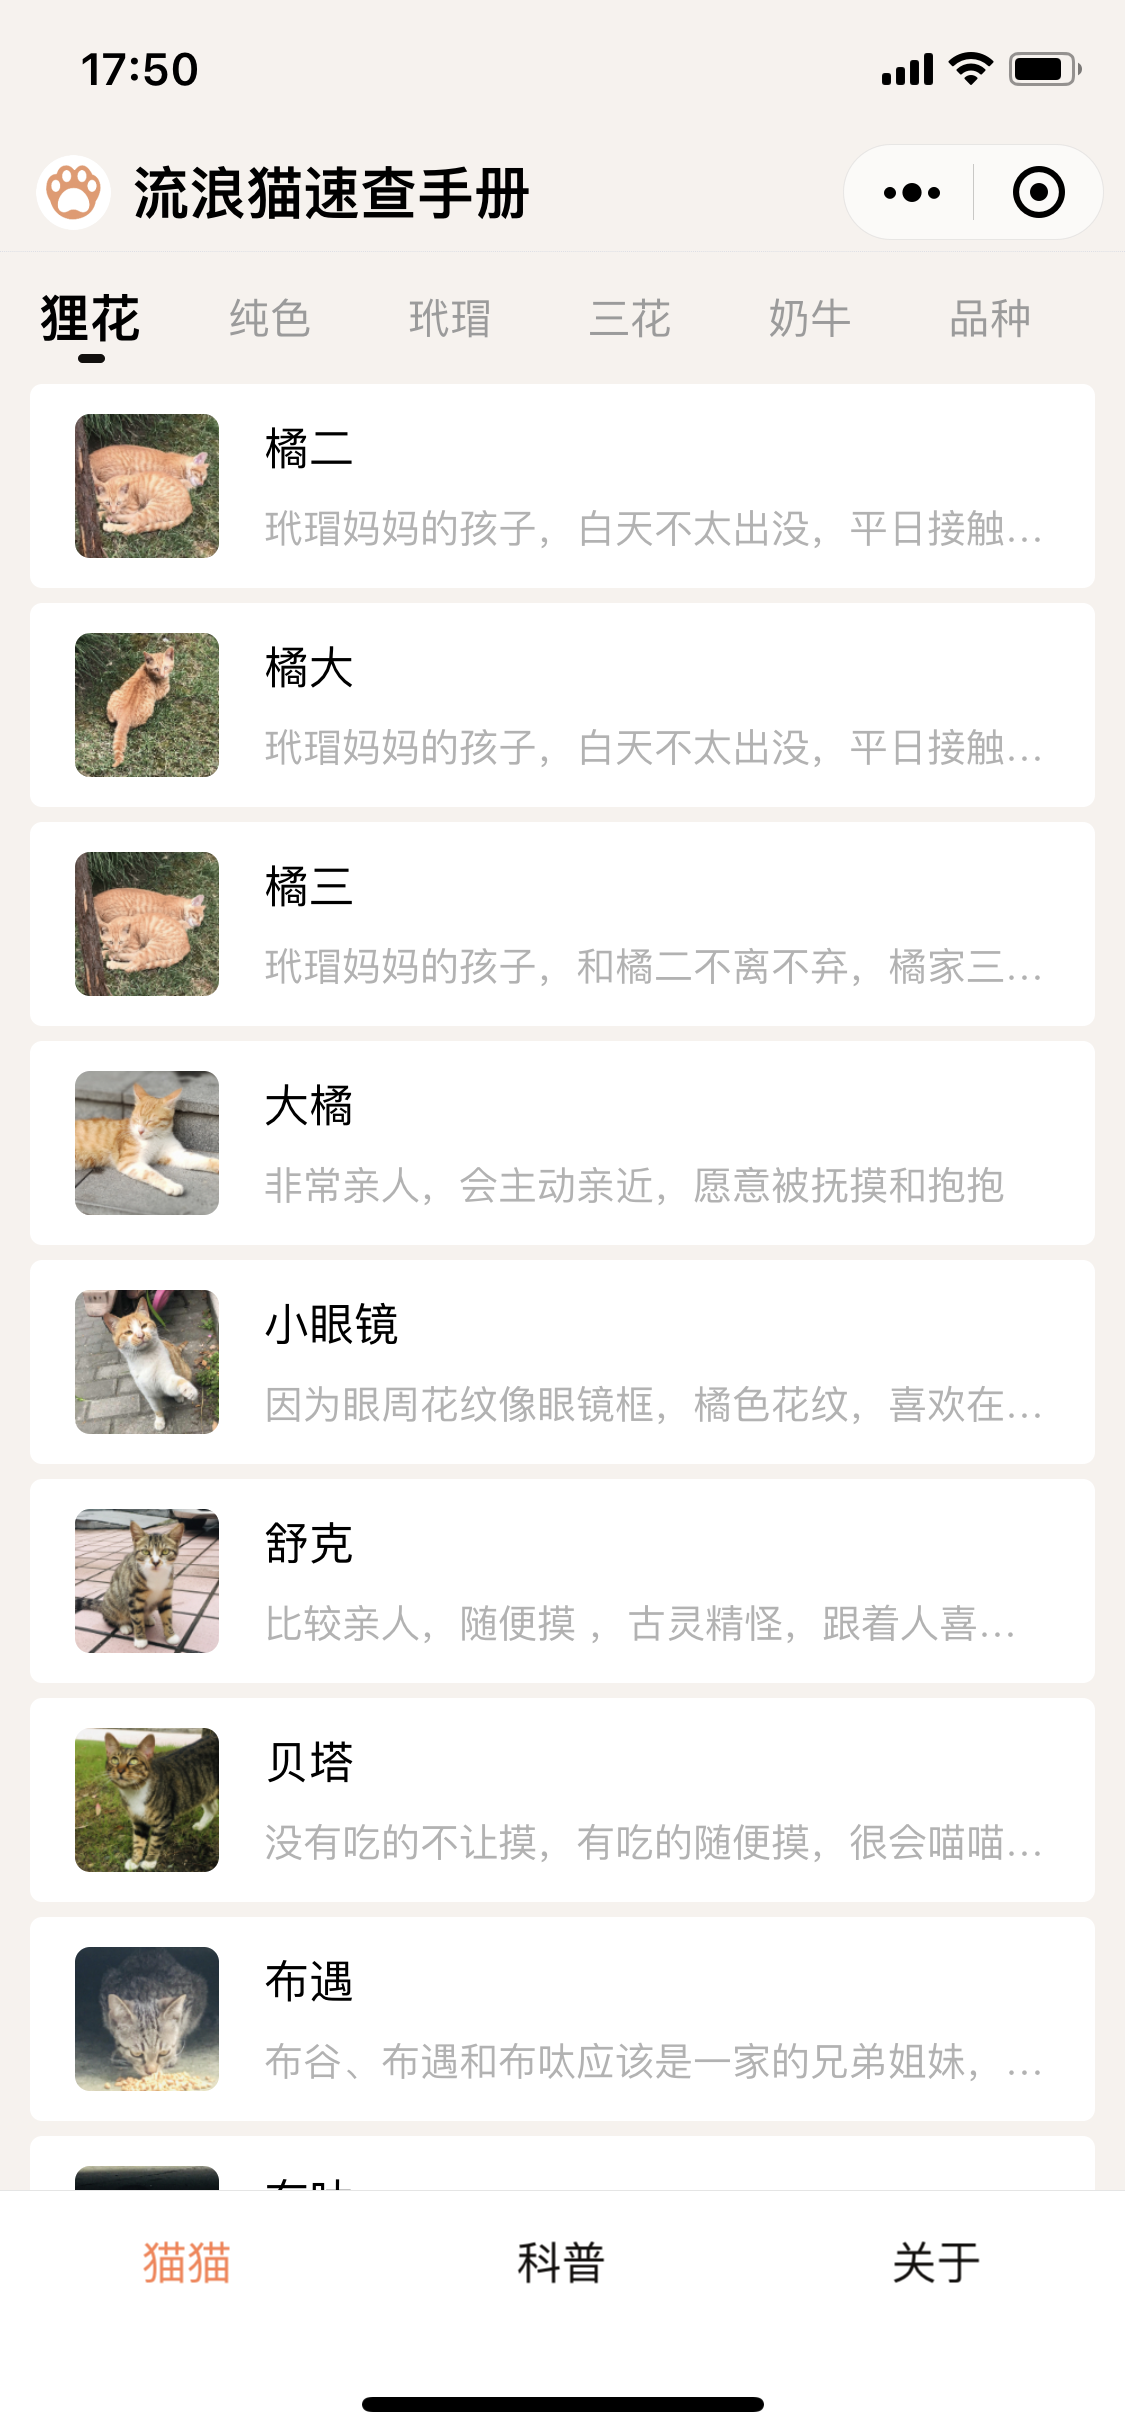 17:50
流浪猫速查手册
狸花 纯色 玳瑁 三花 奶牛 品种
橘二
玳瑁妈妈的孩子，白天不太出没，平日接触...
橘大
玳瑁妈妈的孩子，白天不太出没，平日接触...
橘三
玳瑁妈妈的孩子，和橘二不离不弃，橘家三...
大橘
非常亲人，会主动亲近，愿意被抚摸和抱抱
小眼镜
因为眼周花纹像眼镜框，橘色花纹，喜欢在...
舒克
比较亲人，随便摸 ，古灵精怪，跟着人喜...
贝塔
没有吃的不让摸，有吃的随便摸，很会喵喵...
布遇
布谷、布遇和布呔应该是一家的兄弟姐妹，...
猫猫 科普 关于